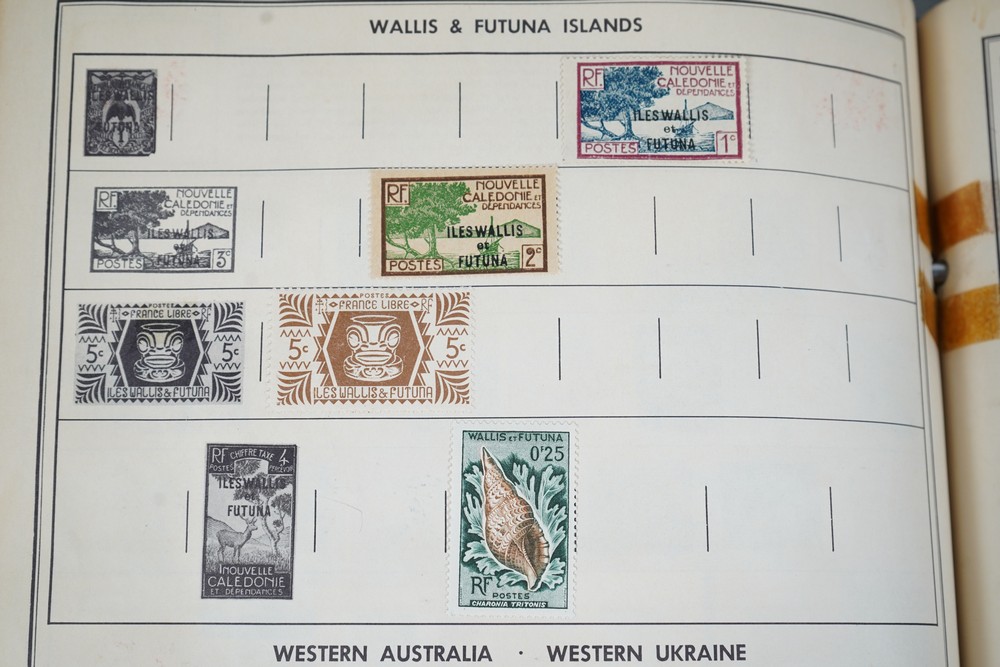 WALLIS & FUTUNA ISLANDS
RF
NOUVELLE
CALEDONIE ET
DEPENDANCES
ILES WALLIS
et
FUTUNA
POSTES
1c
RF
NOUVELLE
CALEDONIE ET
DEPENDANCES
ILES WALLIS
et
FUTUNA
POSTES
3c
RF
NOUVELLE
CALEDONIE ET
DEPENDANCES
ILES WALLIS
et
FUTUNA
POSTES
2c
POSTES
FRANCE LIBRE
RF
5c 5c
ILES WALLIS & FUTUNA
POSTES
FRANCE LIBRE
RF
5c 5c
ILES WALLIS & FUTUNA
RF CHIFFRE TAXE 4
POSTES PERCEVOIR
ILES WALLIS
et
FUTUNA
NOUVELLE
CALEDONIE
ET DEPENDANCES
WALLIS ET FUTUNA
0F25
RF
POSTES
CHARONIA TRITONIS
WESTERN AUSTRALIA · WESTERN UKRAINE